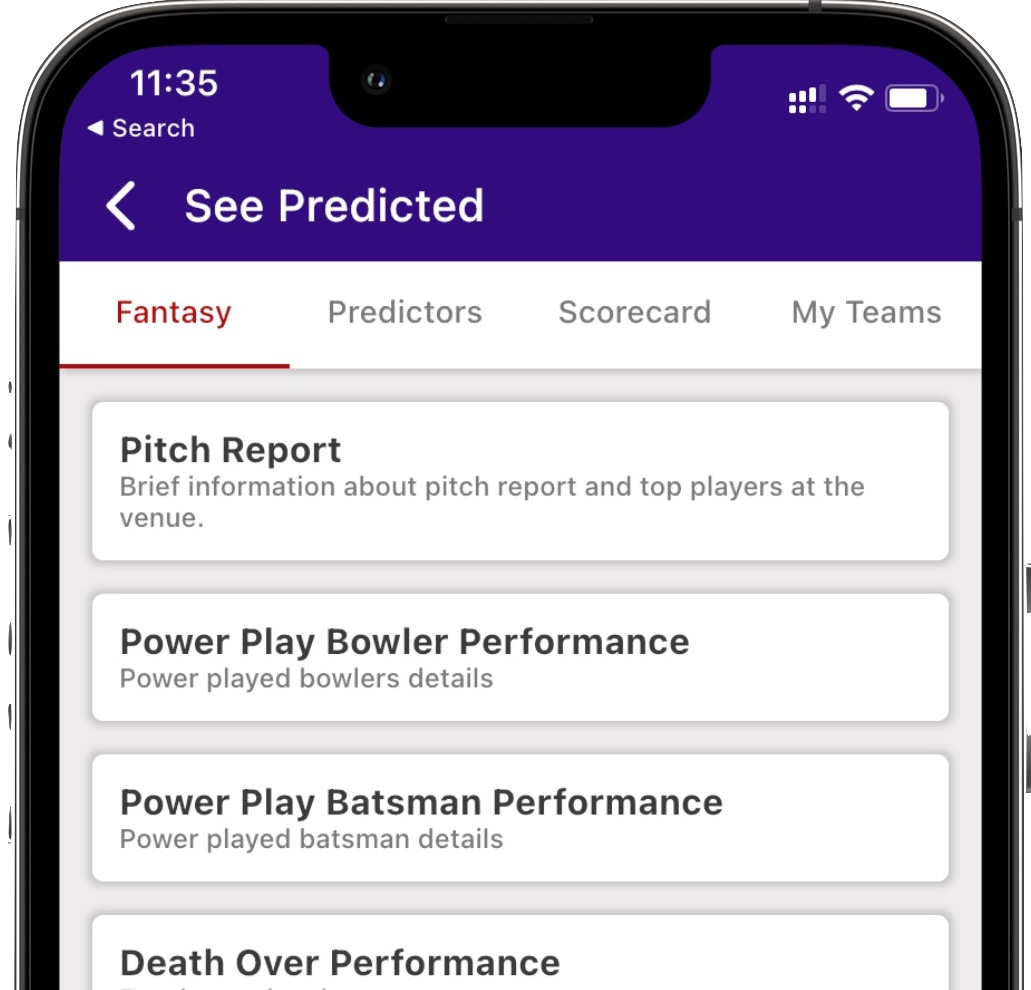 11:35
Search
See Predicted
Fantasy Predictors Scorecard My Teams
Pitch Report
Brief information about pitch report and top players at the
venue.
Power Play Bowler Performance
Power played bowlers details
Power Play Batsman Performance
Power played batsman details
Death Over Performance